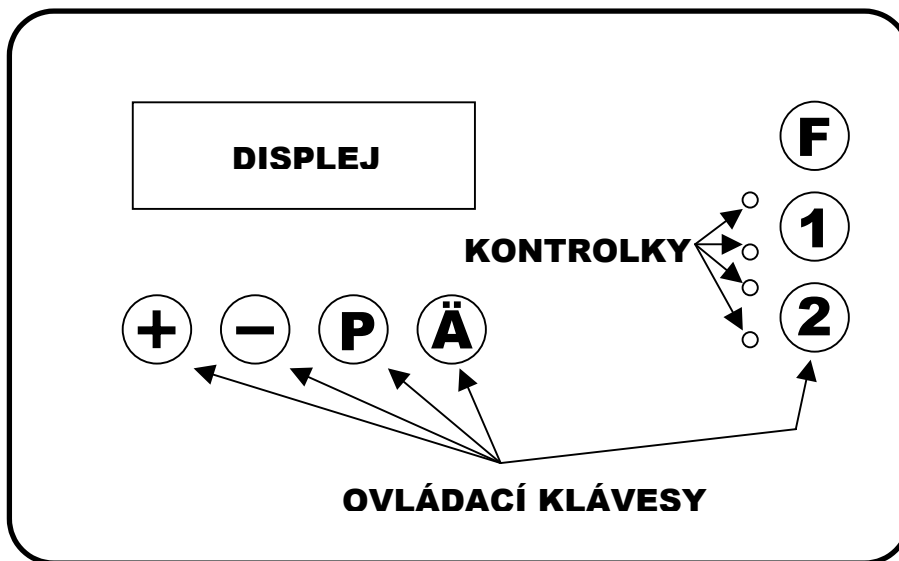 DISPLEJ
F
1
KONTROLKY
2
+ − P Ä
OVLÁDACÍ KLÁVESY